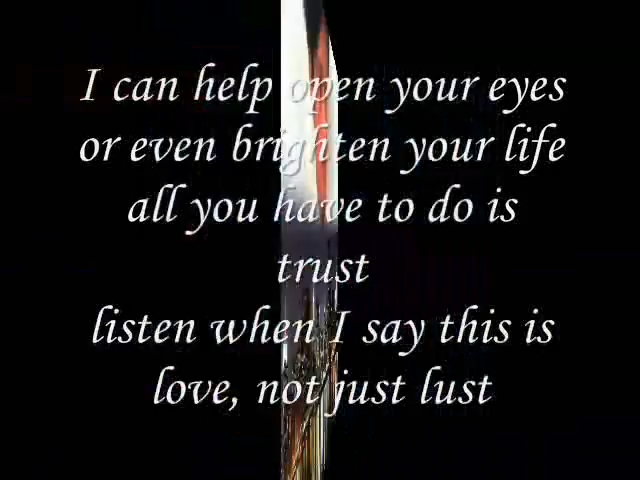 I can help open your eyes
or even brighten your life
all you have to do is
trust
listen when I say this is
love, not just lust